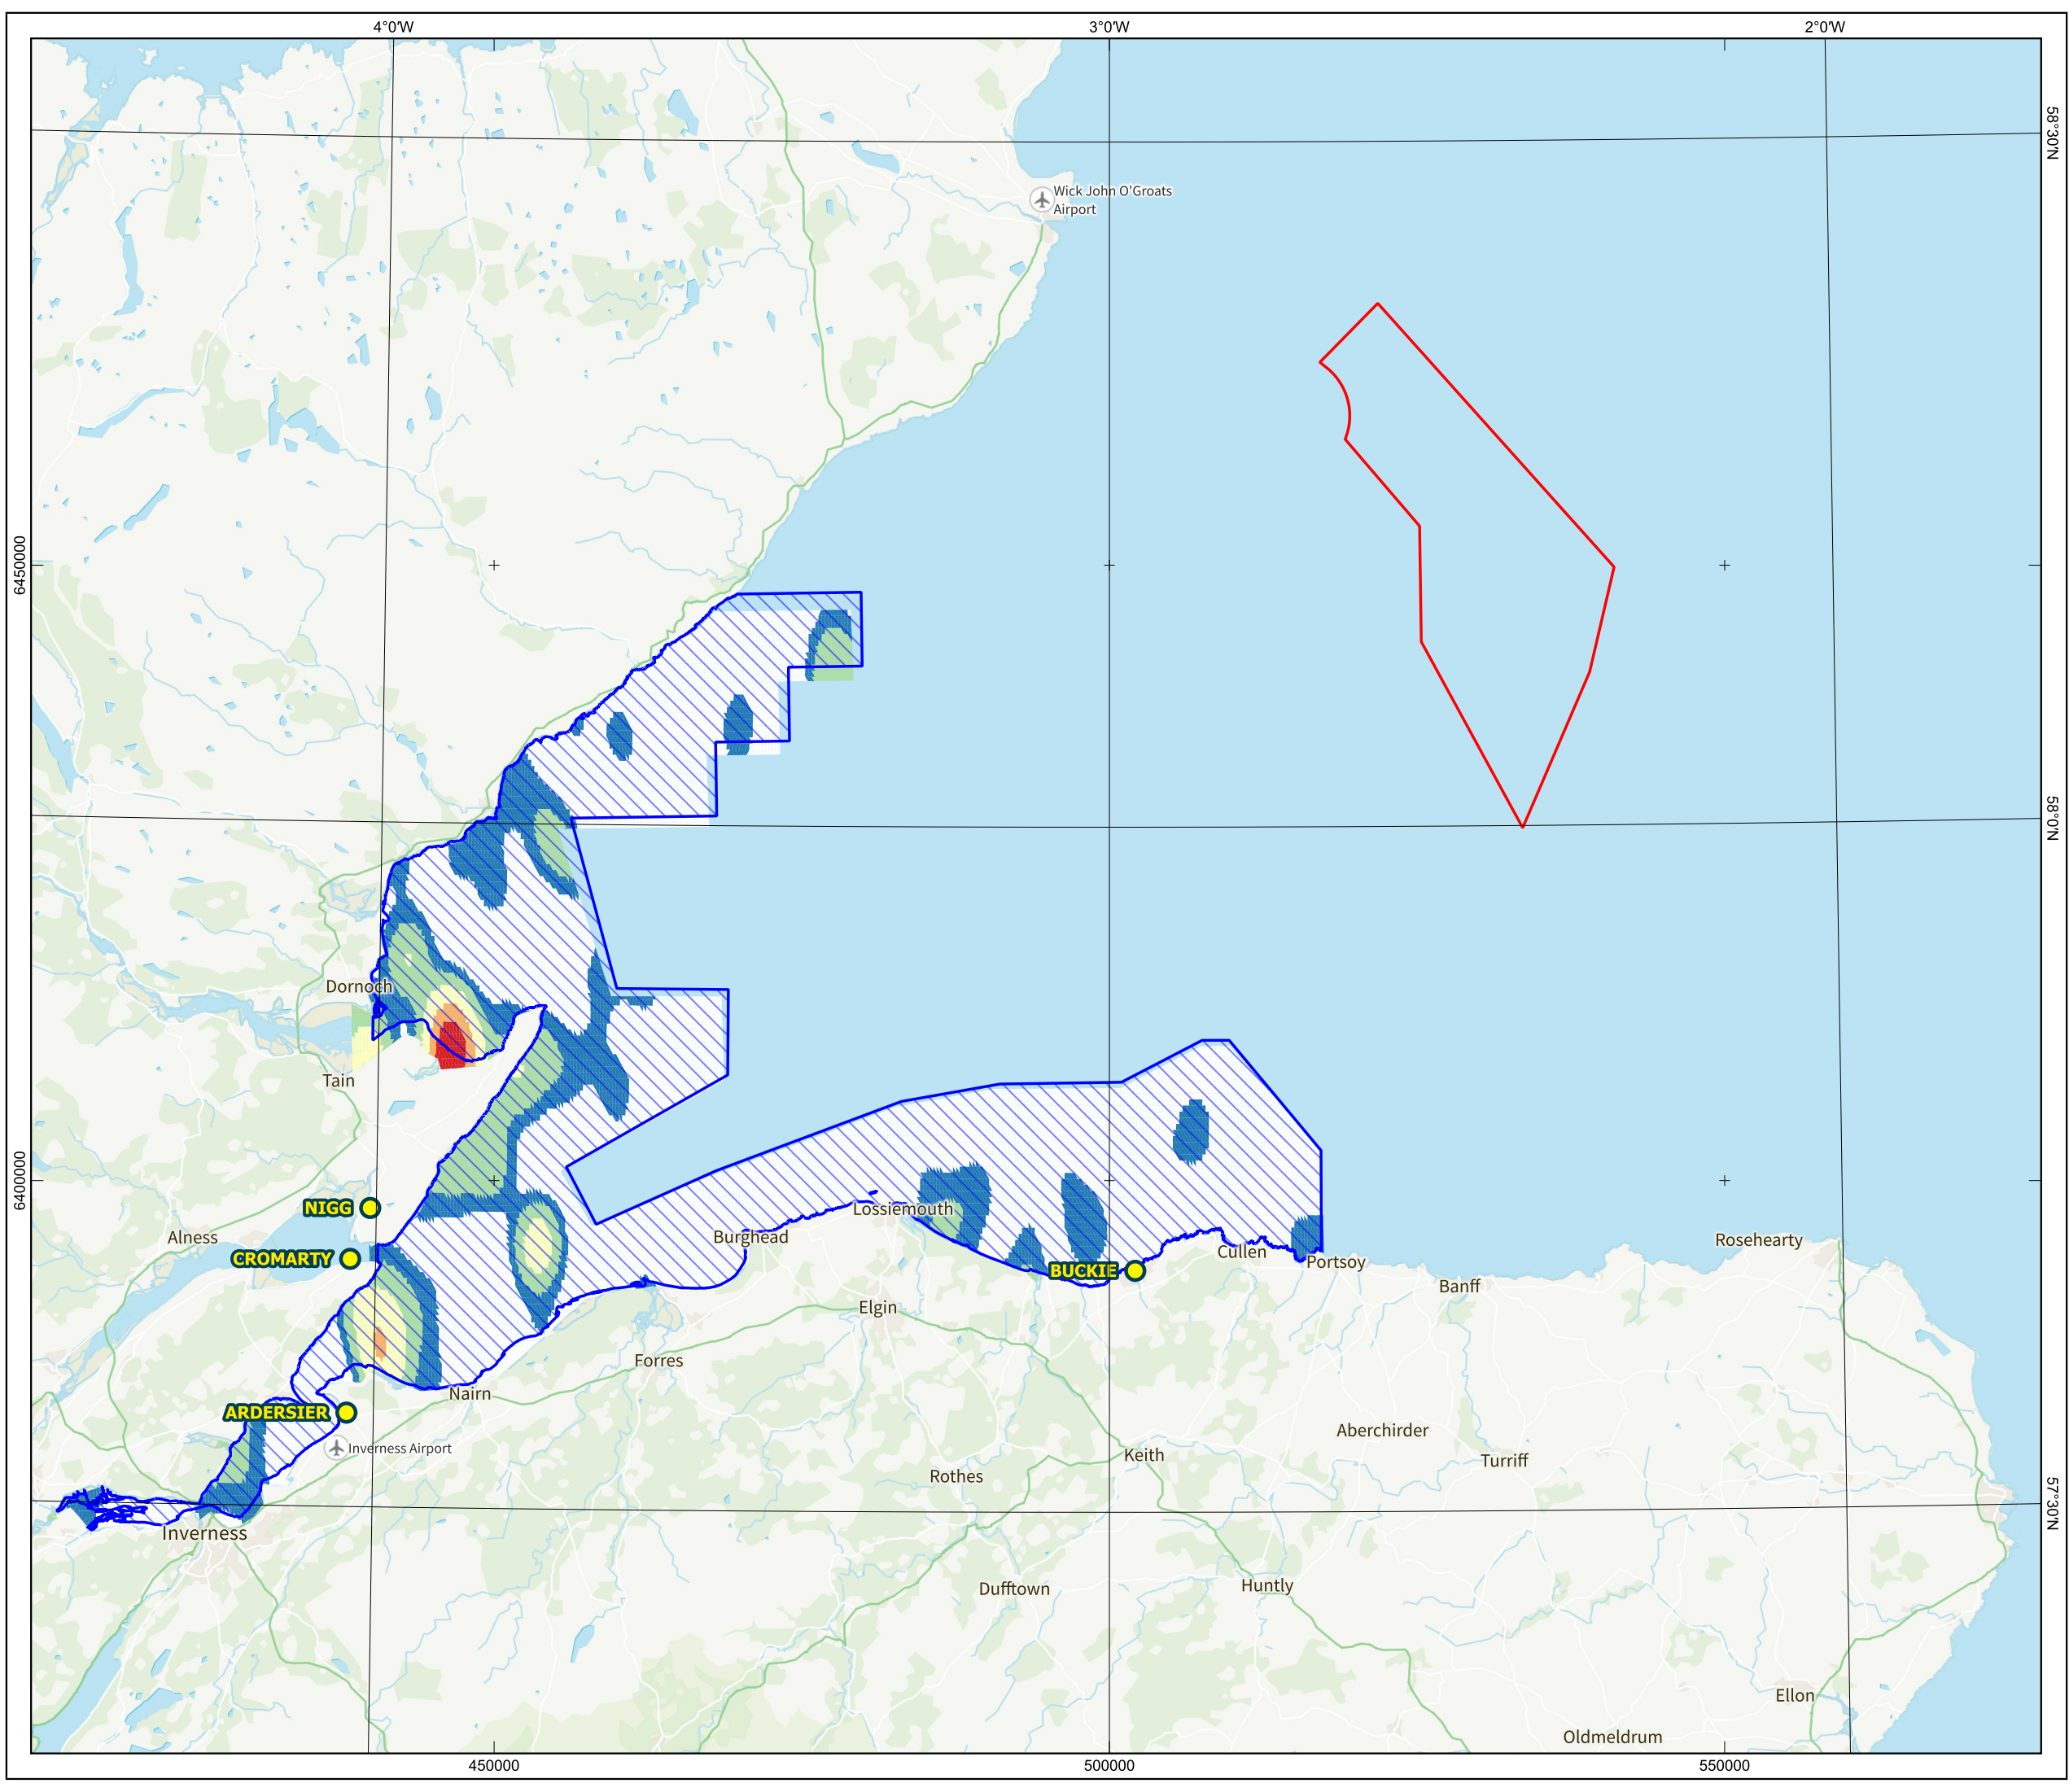 4°0'W
3°0'W
2°0'W
58°30'N
Wick John O'Groats
Airport
6450000
58°0'N
Dornoch
Tain
6400000
NIGG
Lossiemouth
Alness
Burghead
Rosehearty
CROMARTY
Cullen
Portsoy
BUCKIE
Banff
Elgin
Forres
Nairn
ARDERSIER
Inverness Airport
Aberchirder
Keith
Turriff
Rothes
57°30'N
Inverness
Huntly
Dufftown
Ellon
Oldmeldrum
450000
500000
550000